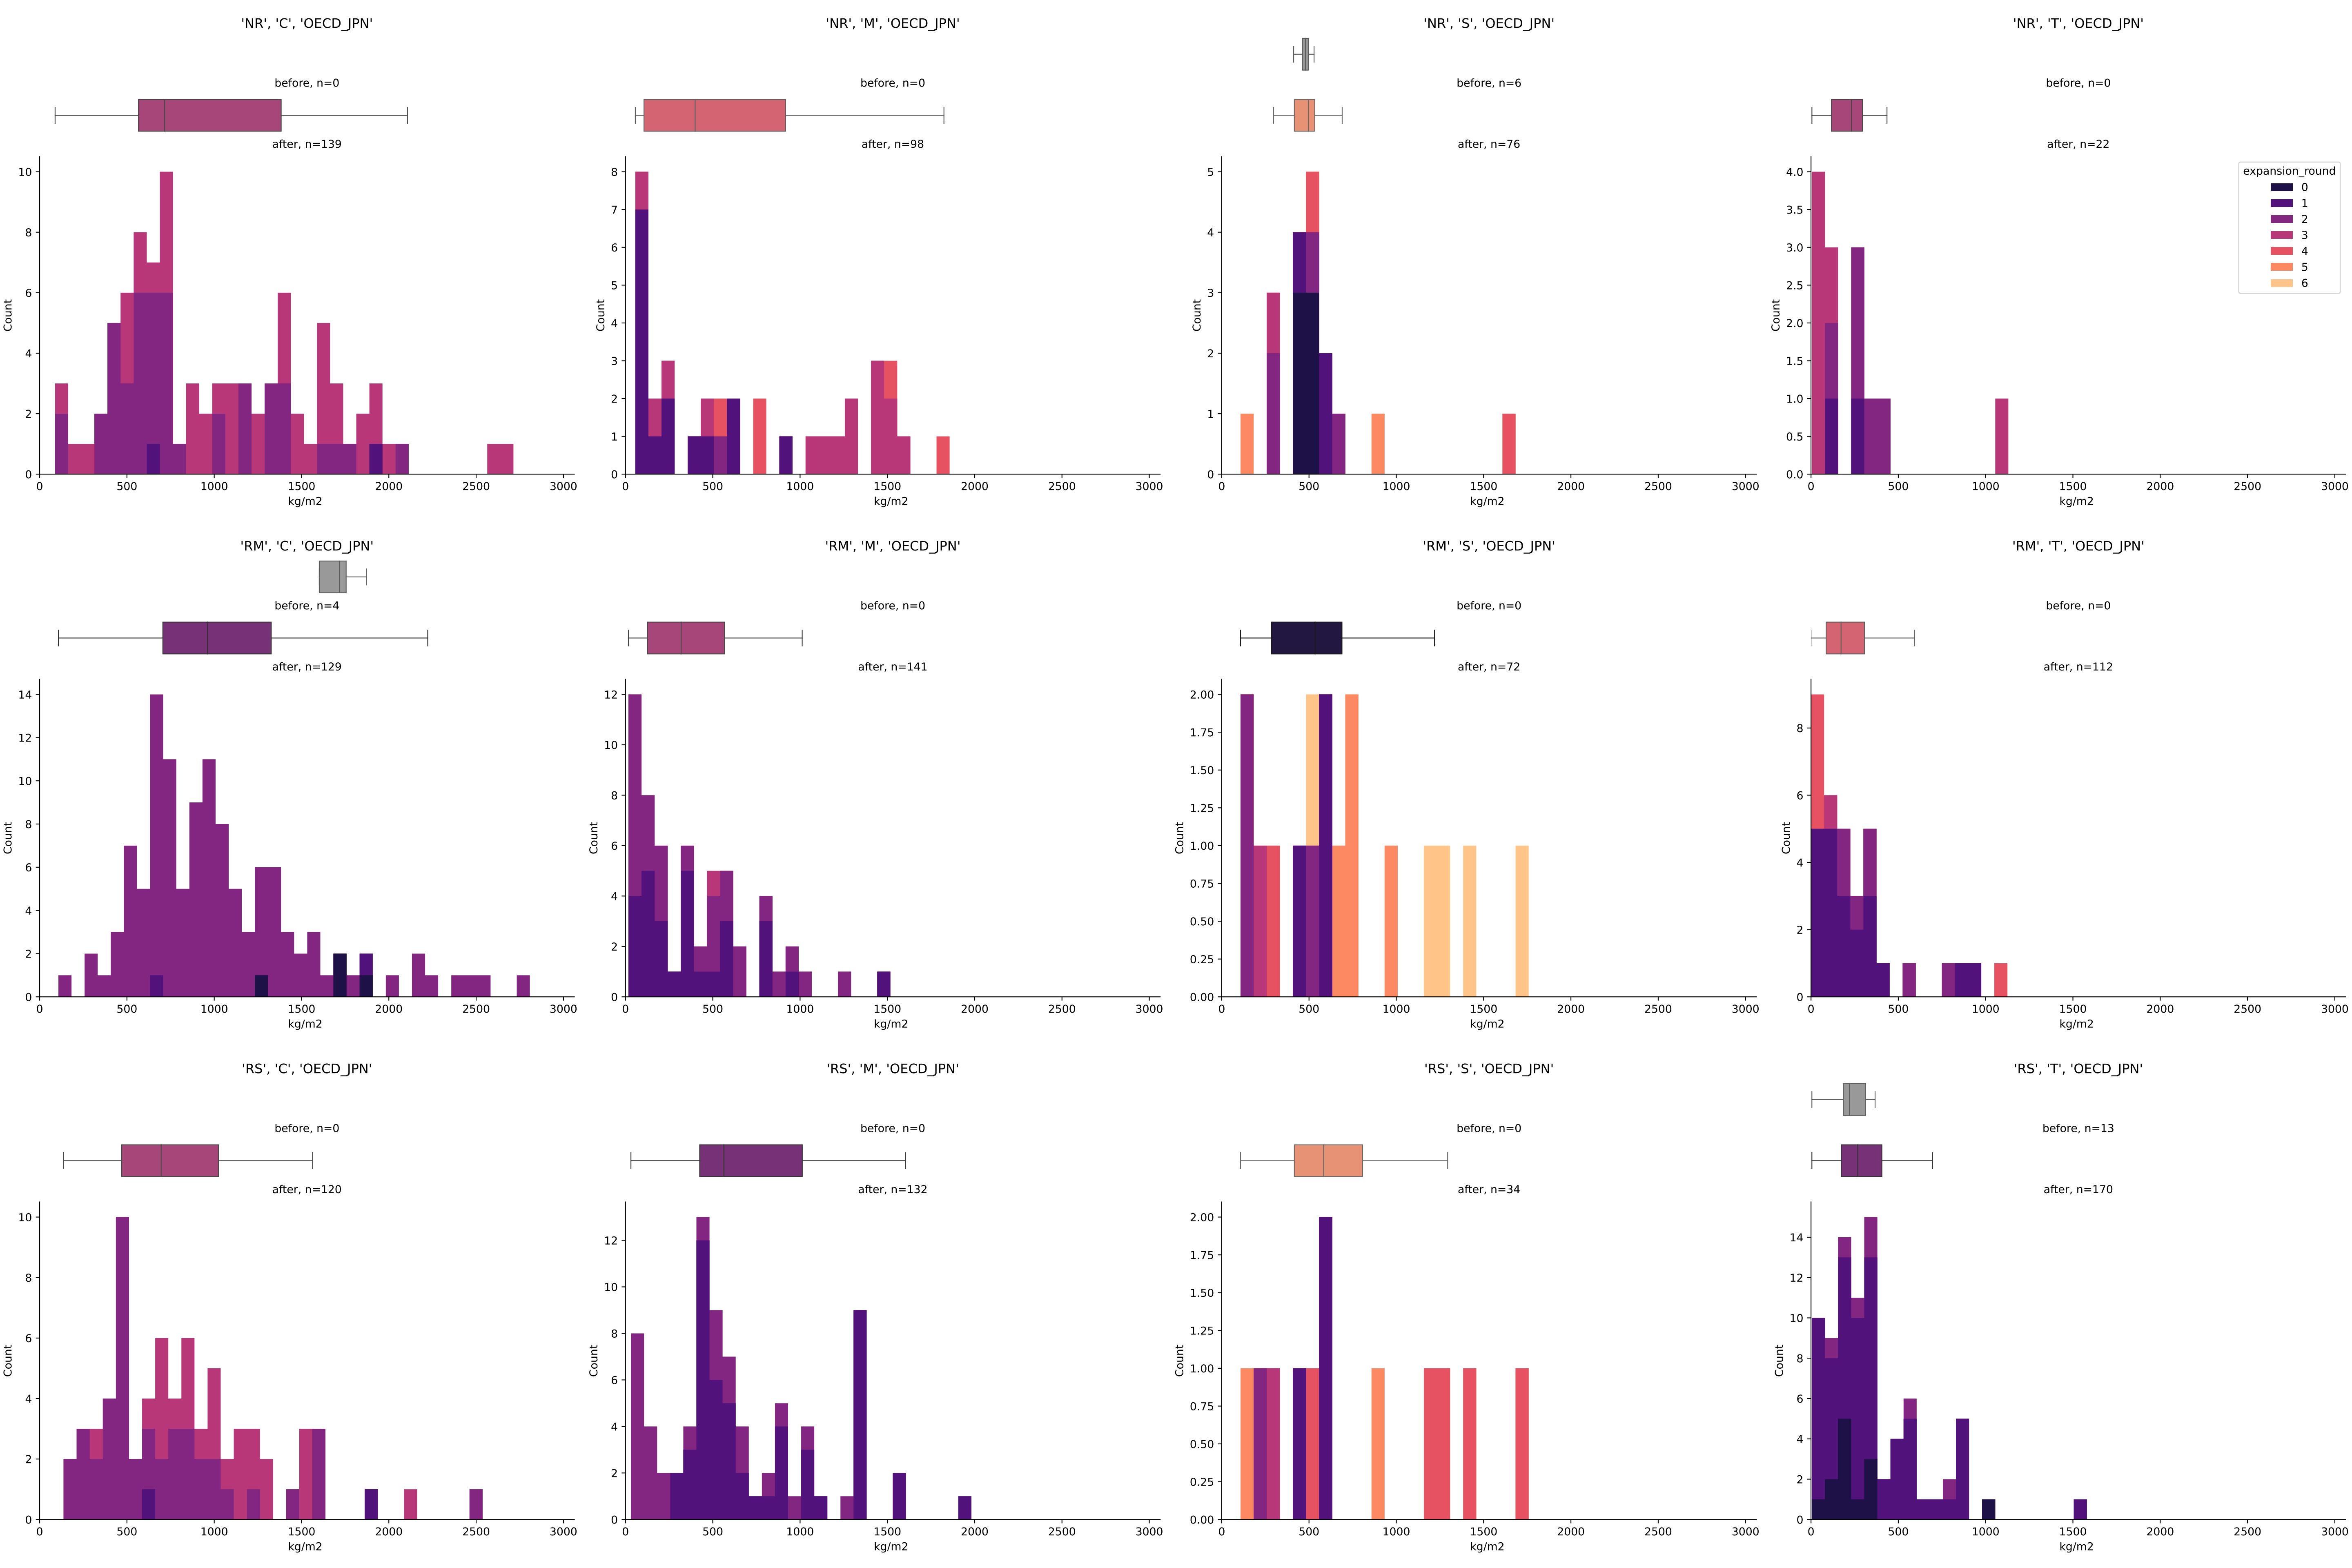 'NR', 'C', 'OECD_JPN'
before, n=0
after, n=139
10
8
6
4
2
0
Count
0 500 1000 1500 2000 2500 3000
kg/m2
'NR', 'M', 'OECD_JPN'
before, n=0
after, n=98
8
7
6
5
4
3
2
1
0
Count
0 500 1000 1500 2000 2500 3000
kg/m2
'NR', 'S', 'OECD_JPN'
before, n=6
after, n=76
5
4
3
2
1
0
Count
0 500 1000 1500 2000 2500 3000
kg/m2
'NR', 'T', 'OECD_JPN'
before, n=0
after, n=22
4.0
3.5
3.0
2.5
2.0
1.5
1.0
0.5
0.0
Count
0 500 1000 1500 2000 2500 3000
kg/m2
expansion_round
0
1
2
3
4
5
6
'RM', 'C', 'OECD_JPN'
before, n=4
after, n=129
14
12
10
8
6
4
2
0
Count
0 500 1000 1500 2000 2500 3000
kg/m2
'RM', 'M', 'OECD_JPN'
before, n=0
after, n=141
12
10
8
6
4
2
0
Count
0 500 1000 1500 2000 2500 3000
kg/m2
'RM', 'S', 'OECD_JPN'
before, n=0
after, n=72
2.00
1.75
1.50
1.25
1.00
0.75
0.50
0.25
0.00
Count
0 500 1000 1500 2000 2500 3000
kg/m2
'RM', 'T', 'OECD_JPN'
before, n=0
after, n=112
8
6
4
2
0
Count
0 500 1000 1500 2000 2500 3000
kg/m2
'RS', 'C', 'OECD_JPN'
before, n=0
after, n=120
10
8
6
4
2
0
Count
0 500 1000 1500 2000 2500 3000
kg/m2
'RS', 'M', 'OECD_JPN'
before, n=0
after, n=132
12
10
8
6
4
2
0
Count
0 500 1000 1500 2000 2500 3000
kg/m2
'RS', 'S', 'OECD_JPN'
before, n=0
after, n=34
2.00
1.75
1.50
1.25
1.00
0.75
0.50
0.25
0.00
Count
0 500 1000 1500 2000 2500 3000
kg/m2
'RS', 'T', 'OECD_JPN'
before, n=13
after, n=170
14
12
10
8
6
4
2
0
Count
0 500 1000 1500 2000 2500 3000
kg/m2